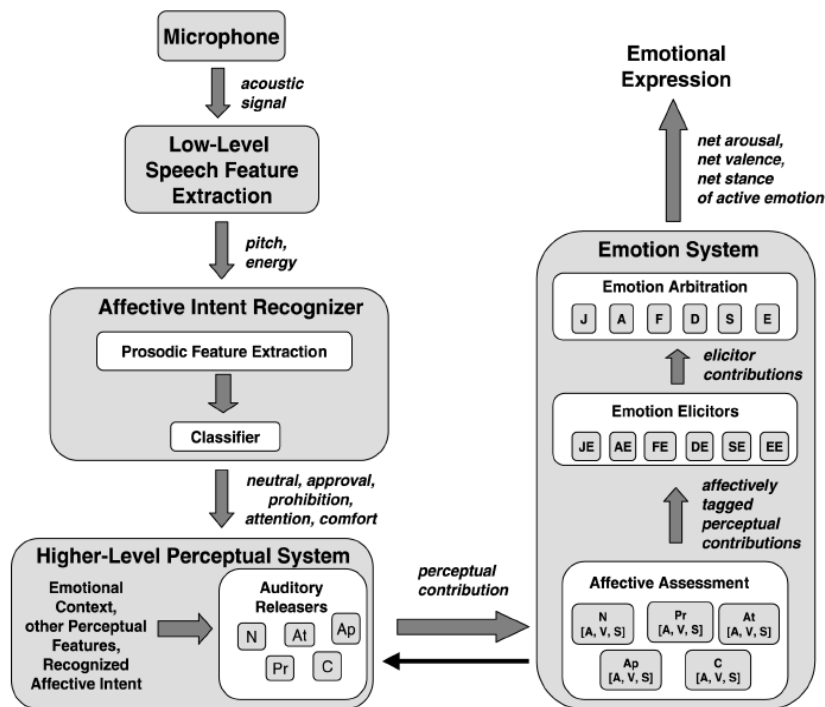 Microphone
acoustic
signal
Low-Level
Speech Feature
Extraction
pitch,
energy
Affective Intent Recognizer
Prosodic Feature Extraction
Classifier
neutral, approval,
prohibition,
attention, comfort
Higher-Level Perceptual System
Emotional
Context,
other Perceptual
Features,
Recognized
Affective Intent
Auditory
Releasers
N At Ap
Pr C
perceptual
contribution
Emotional
Expression
net arousal,
net valence,
net stance
of active emotion
Emotion System
Emotion Arbitration
J A F D S E
elicitor
contributions
Emotion Elicitors
JE AE FE DE SE EE
affectively
tagged
perceptual
contributions
Affective Assessment
N Pr At
[A, V, S] [A, V, S] [A, V, S]
Ap C
[A, V, S] [A, V, S]